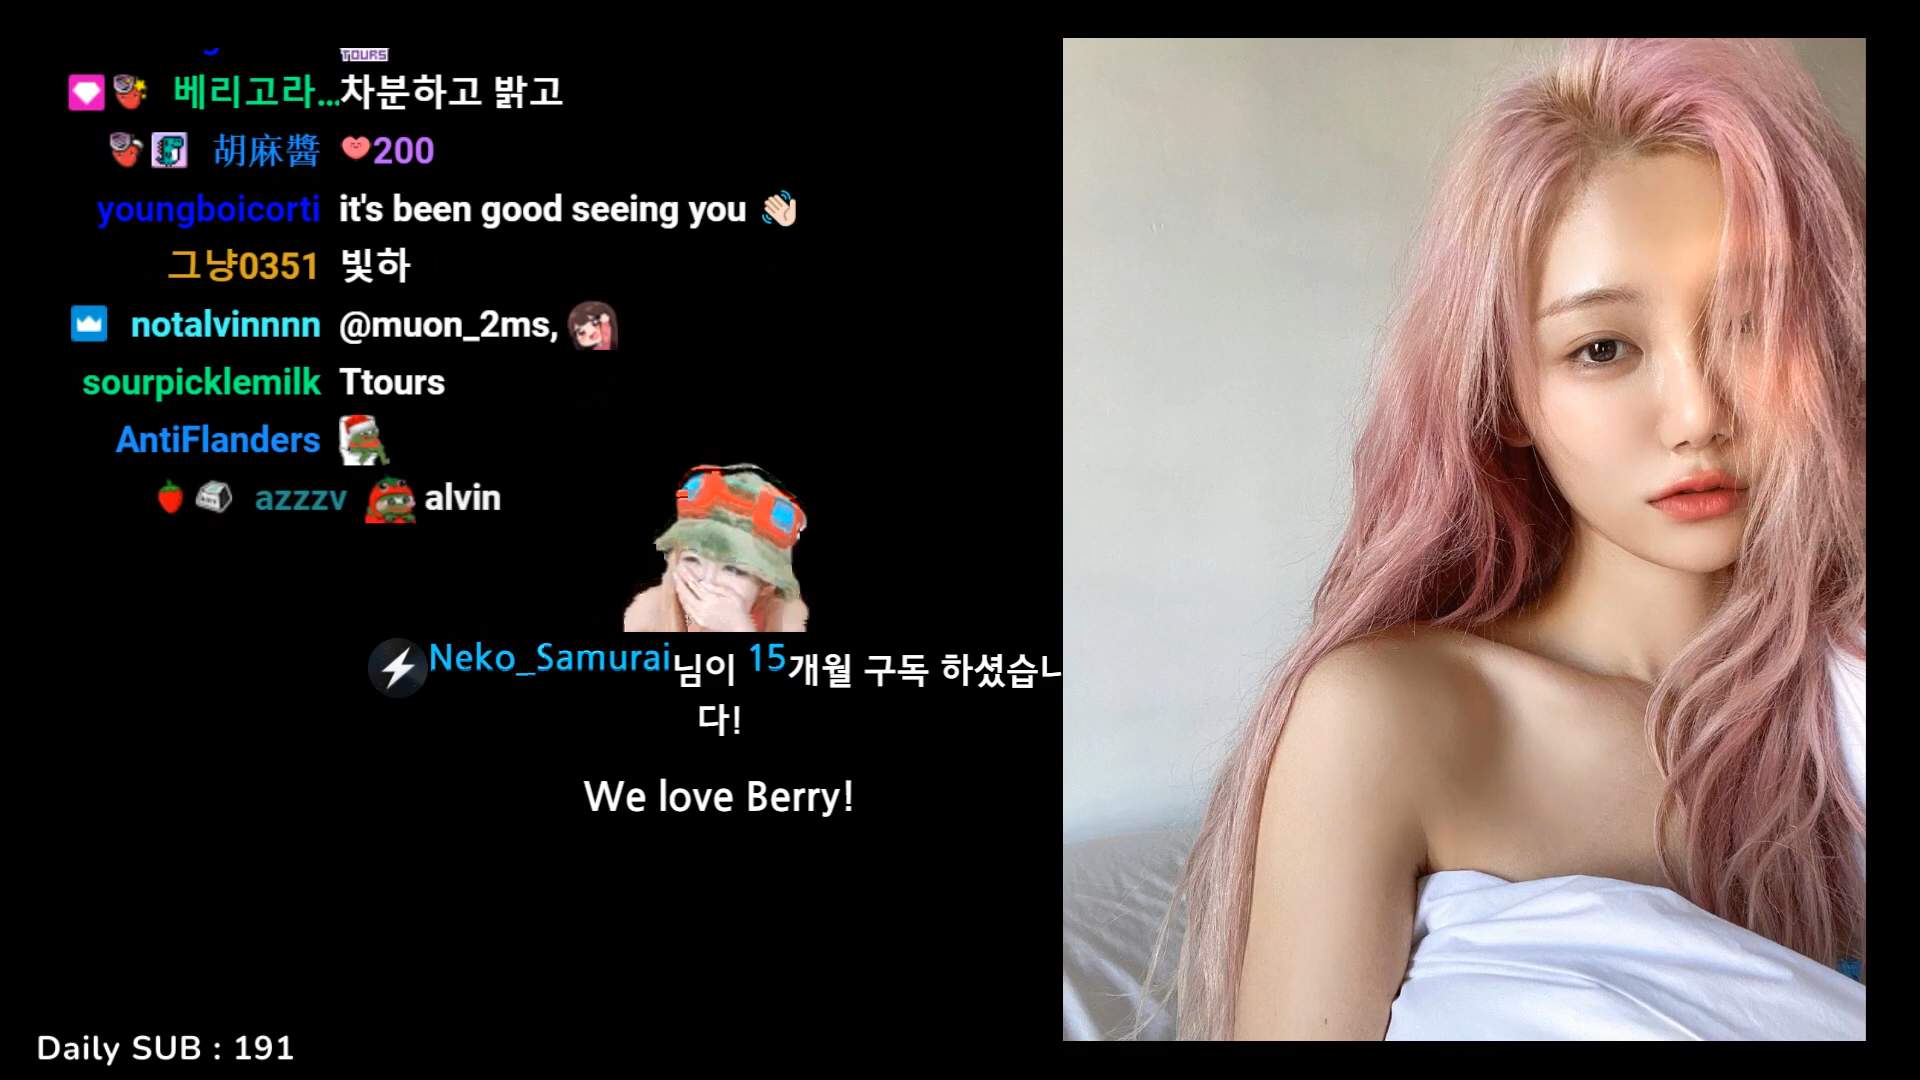 TOURS
베리고라... 차분하고 밝고
胡麻醬 200
youngboicorti it's been good seeing you
그냥0351 빛하
notalvinnnn @muon_2ms,
sourpicklemilk Ttours
AntiFlanders
azzzv alvin
Neko_Samurai님이 15개월 구독 하셨습니
다!
We love Berry!
Daily SUB : 191